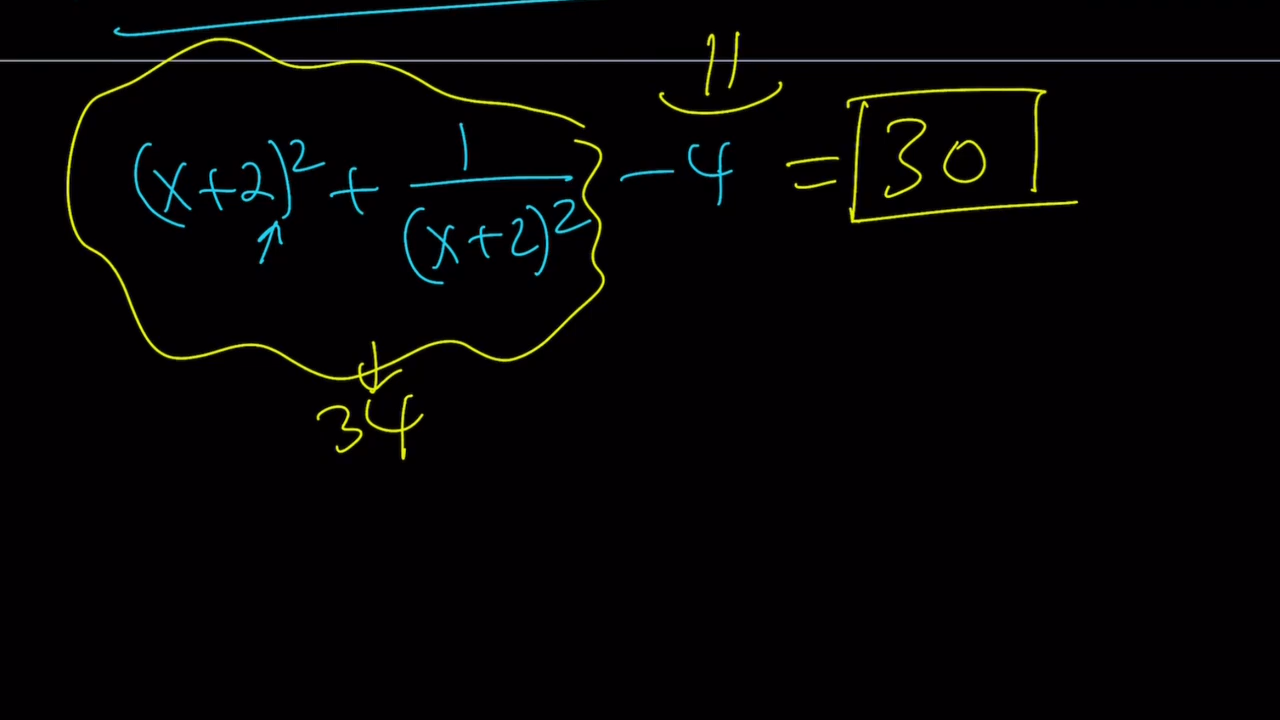 11
(x+2)² + 1/(x+2)² - 4 = 30
34